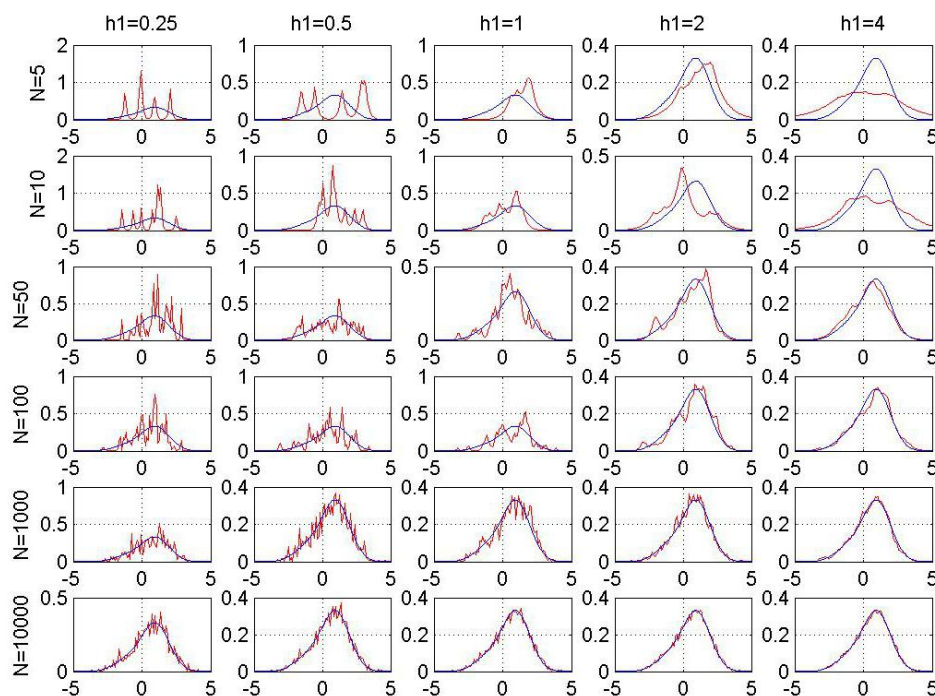 h1=0.25 h1=0.5 h1=1 h1=2 h1=4
N=5
2 1 1 0.4 0.4
1 0.5 0.5 0.2 0.2
0 0 0 0 0
-5 0 5 -5 0 5 -5 0 5 -5 0 5 -5 0 5
N=10
2 1 1 0.5 0.4
1 0.5 0.5 0.2
0 0 0 0 0
-5 0 5 -5 0 5 -5 0 5 -5 0 5 -5 0 5
N=50
1 1 0.5 0.4 0.4
0.5 0.5 0.2 0.2
0 0 0 0 0
-5 0 5 -5 0 5 -5 0 5 -5 0 5 -5 0 5
N=100
1 1 1 0.4 0.4
0.5 0.5 0.5 0.2 0.2
0 0 0 0 0
-5 0 5 -5 0 5 -5 0 5 -5 0 5 -5 0 5
N=1000
1 0.4 0.4 0.4 0.4
0.5 0.2 0.2 0.2 0.2
0 0 0 0 0
-5 0 5 -5 0 5 -5 0 5 -5 0 5 -5 0 5
N=10000
0.5 0.4 0.4 0.4 0.4
0.2 0.2 0.2 0.2
0 0 0 0 0
-5 0 5 -5 0 5 -5 0 5 -5 0 5 -5 0 5